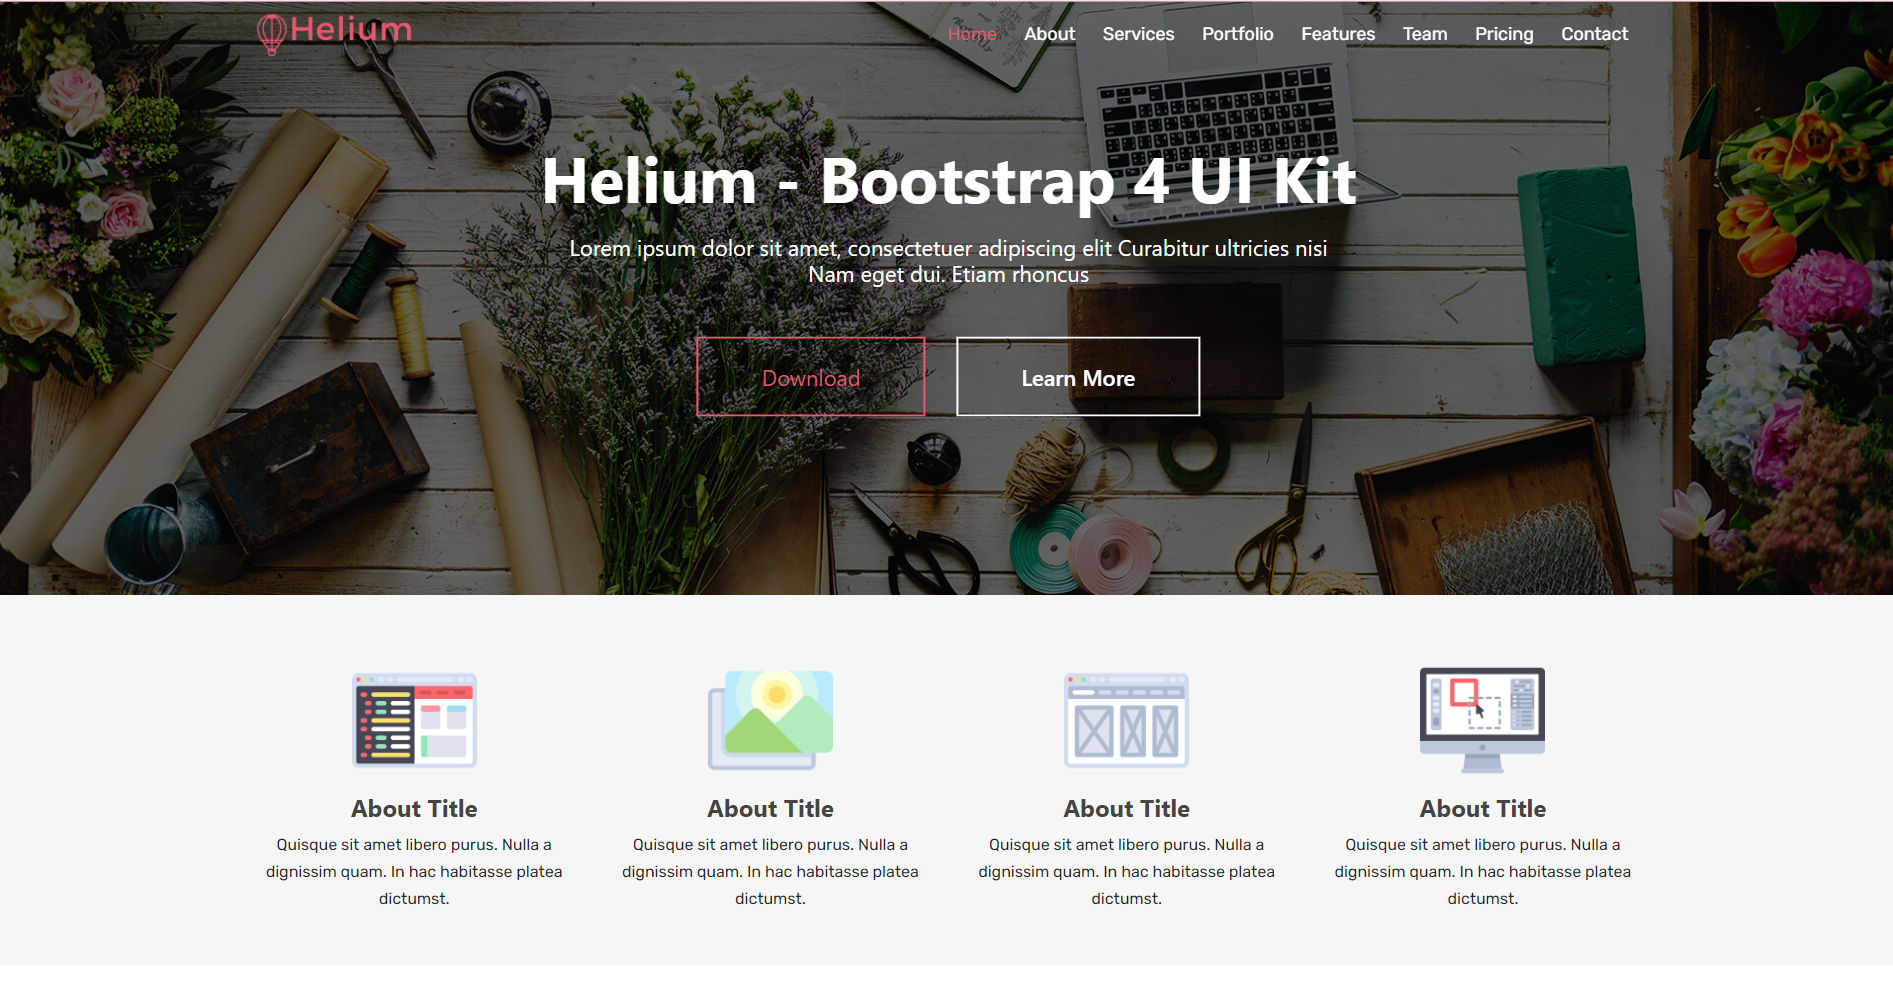 Helium
Home About Services Portfolio Features Team Pricing Contact
Helium - Bootstrap 4 UI Kit
Lorem ipsum dolor sit amet, consectetuer adipiscing elit Curabitur ultricies nisi
Nam eget dui. Etiam rhoncus
Download
Learn More
About Title
Quisque sit amet libero purus. Nulla a
dignissim quam. In hac habitasse platea
dictumst.
About Title
Quisque sit amet libero purus. Nulla a
dignissim quam. In hac habitasse platea
dictumst.
About Title
Quisque sit amet libero purus. Nulla a
dignissim quam. In hac habitasse platea
dictumst.
About Title
Quisque sit amet libero purus. Nulla a
dignissim quam. In hac habitasse platea
dictumst.